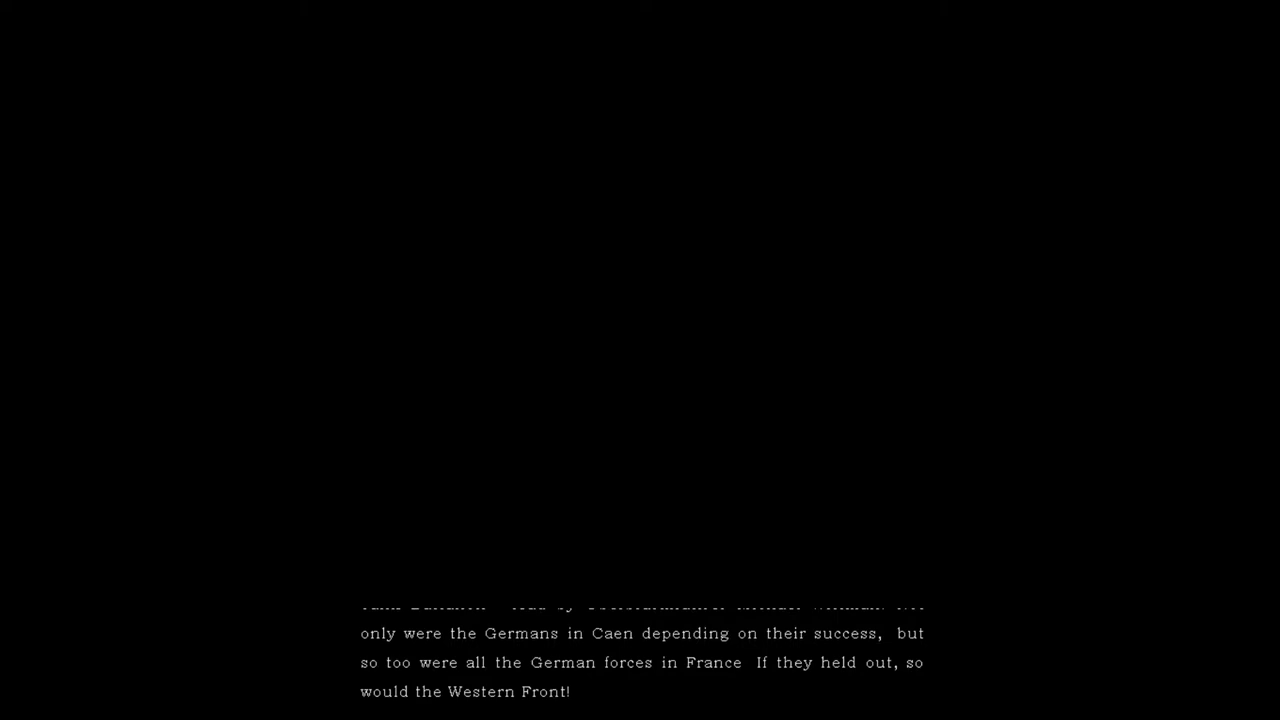 only were the Germans in Caen depending on their success, but
so too were all the German forces in France If they held out, so
would the Western Front!